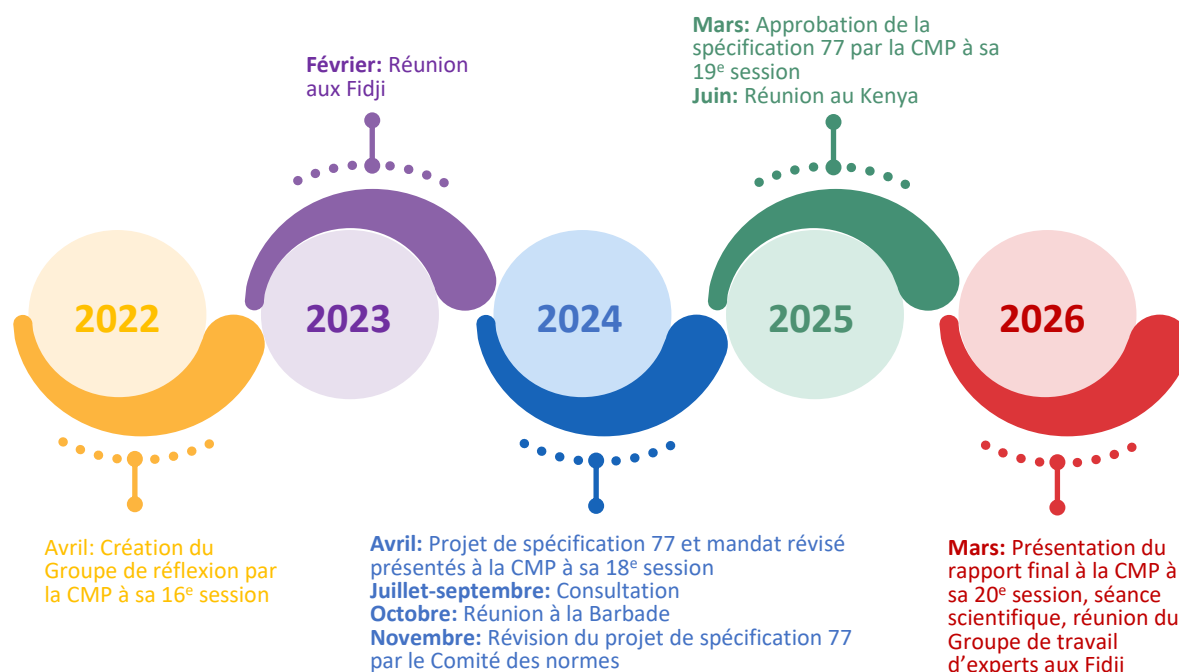 Février: Réunion
aux Fidji
Mars: Approbation de la
spécification 77 par la CMP à sa
19e session
Juin: Réunion au Kenya
2022
2023
2024
2025
2026
Avril: Création du
Groupe de réflexion par
la CMP à sa 16e session
Avril: Projet de spécification 77 et mandat révisé
présentés à la CMP à sa 18e session
Juillet-septembre: Consultation
Octobre: Réunion à la Barbade
Novembre: Révision du projet de spécification 77
par le Comité des normes
Mars: Présentation du
rapport final à la CMP à
sa 20e session, séance
scientifique, réunion du
Groupe de travail
d'experts aux Fidji